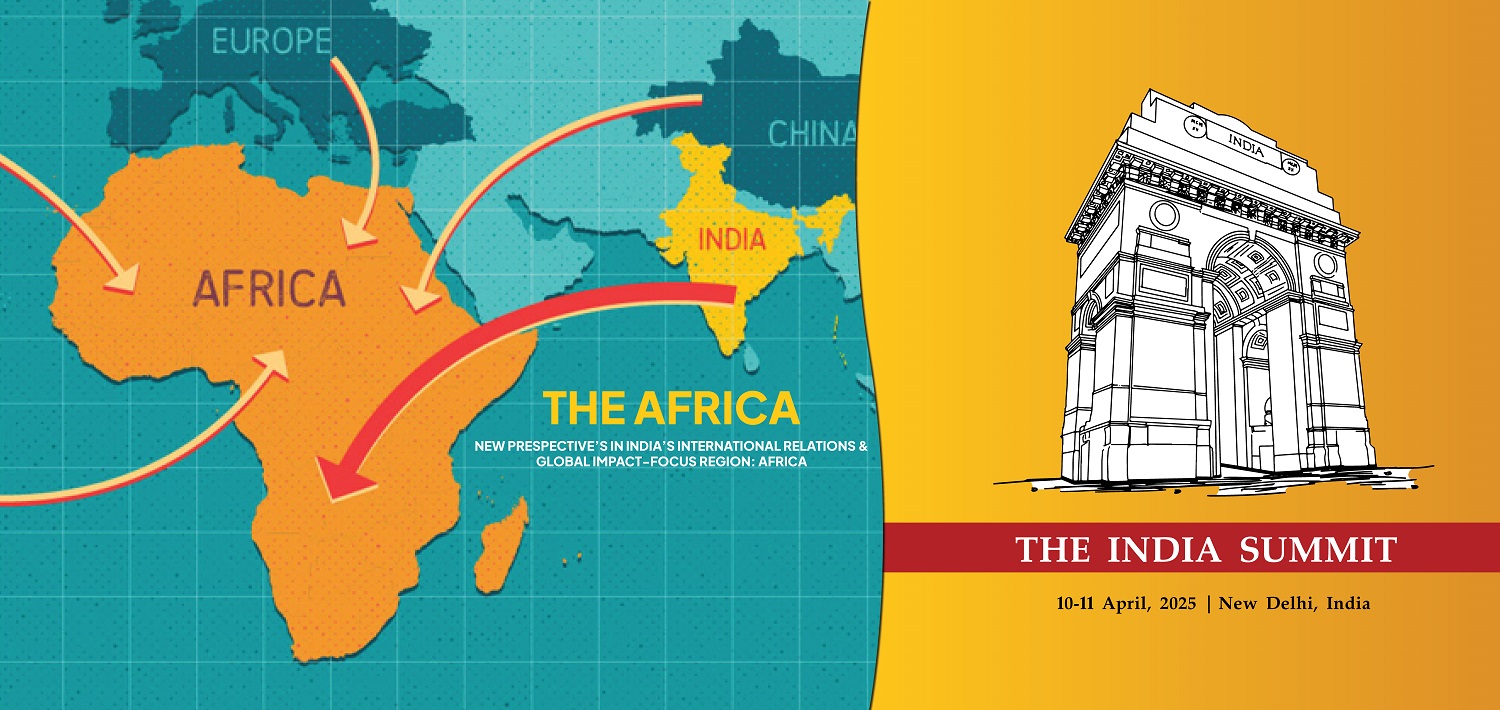 EUROPE
CHINA
INDIA
AFRICA
THE AFRICA
NEW PRESPECTIVE'S IN INDIA'S INTERNATIONAL RELATIONS &
GLOBAL IMPACT-FOCUS REGION: AFRICA
INDIA
THE INDIA SUMMIT
10-11 April, 2025 | New Delhi, India